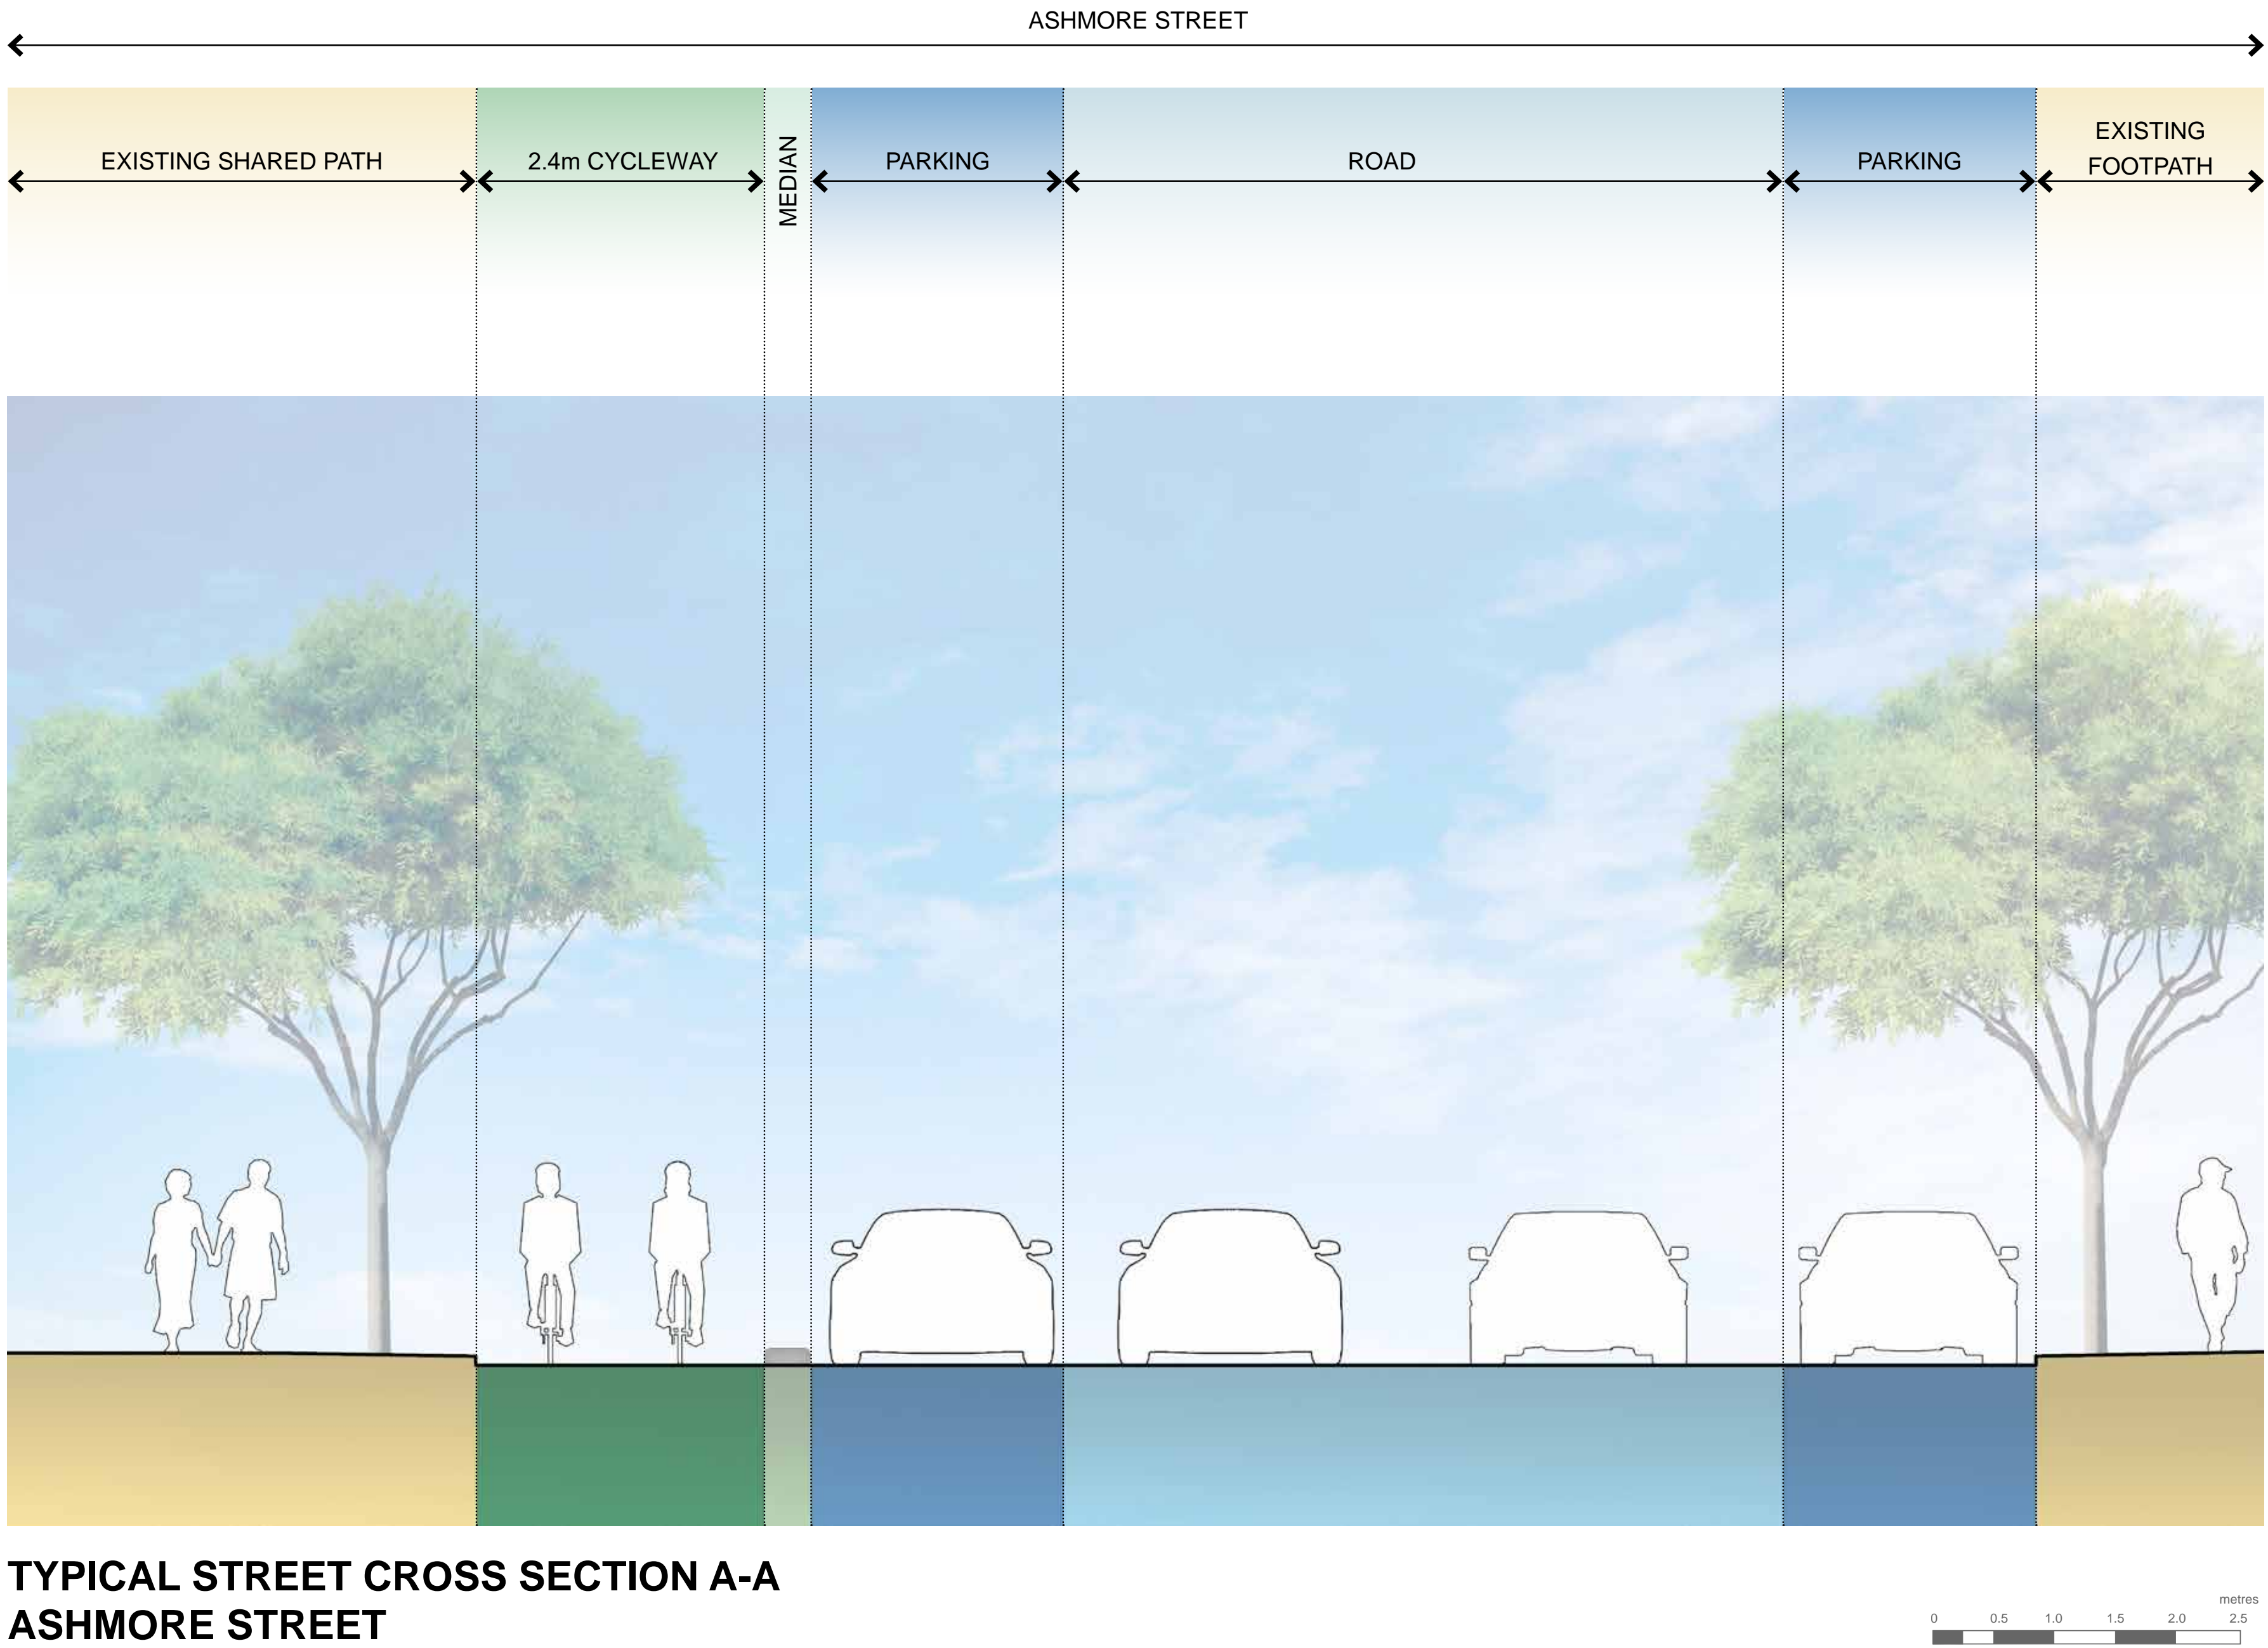 ASHMORE STREET
EXISTING SHARED PATH
2.4m CYCLEWAY
MEDIAN
PARKING
ROAD
PARKING
EXISTING
FOOTPATH
TYPICAL STREET CROSS SECTION A-A
ASHMORE STREET
metres
0 0.5 1.0 1.5 2.0 2.5